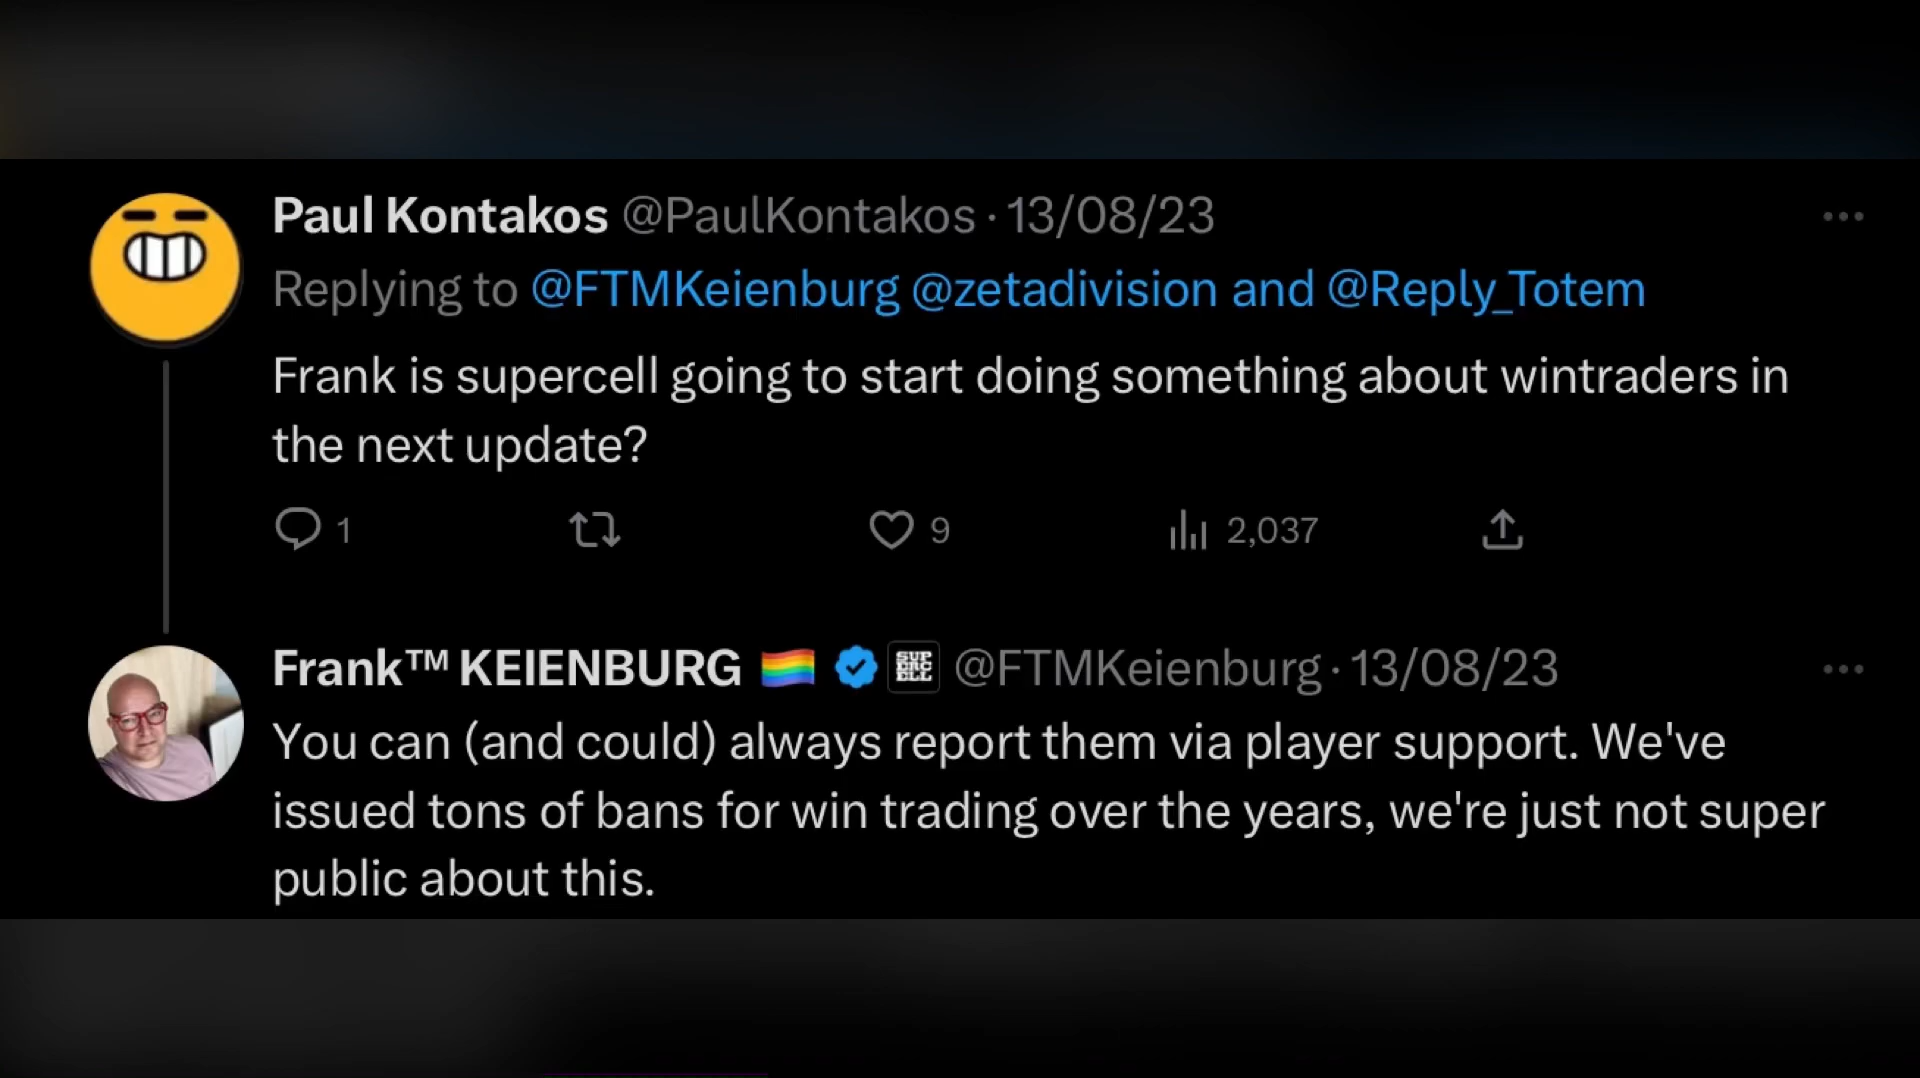 Paul Kontakos @PaulKontakos · 13/08/23
Replying to @FTMKeienburg @zetadivision and @Reply_Totem
Frank is supercell going to start doing something about wintraders in
the next update?
1 9 2,037
Frank™ KEIENBURG 🏳️‍🌈 SUPERCELL @FTMKeienburg · 13/08/23
You can (and could) always report them via player support. We've
issued tons of bans for win trading over the years, we're just not super
public about this.